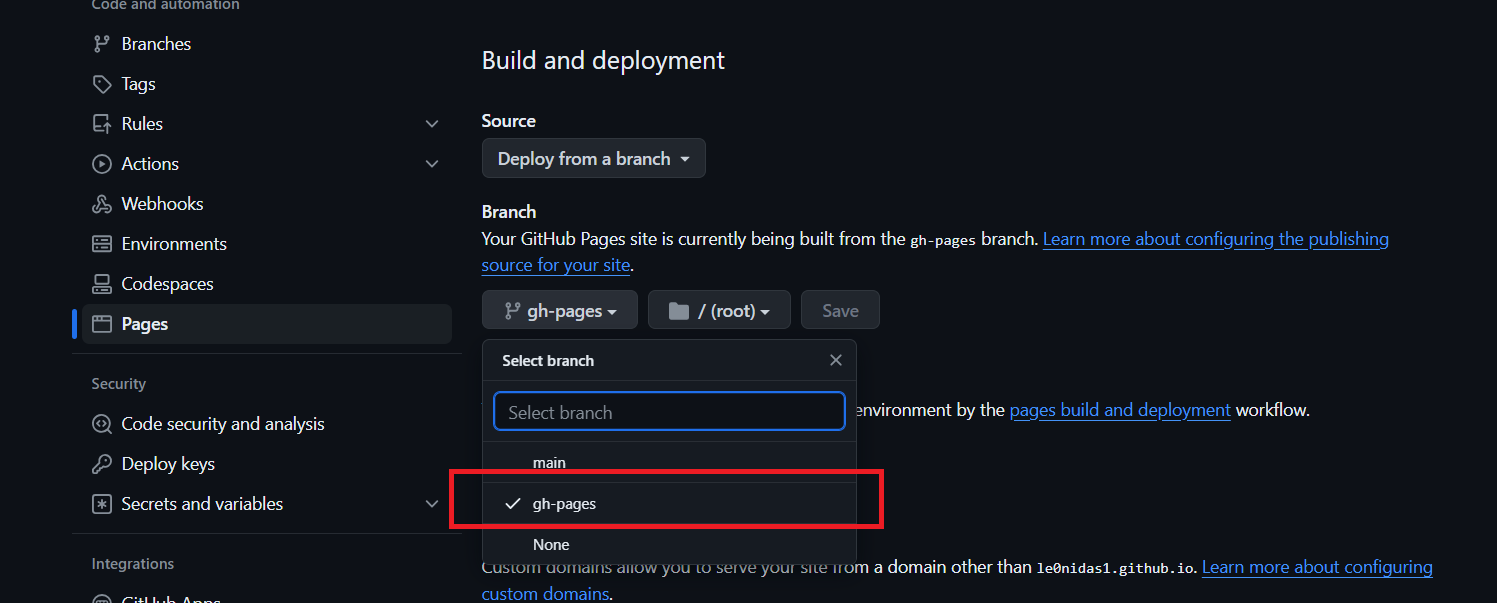 Code and automation
Branches
Tags
Rules
Actions
Webhooks
Environments
Codespaces
Pages
Security
Code security and analysis
Deploy keys
Secrets and variables
Integrations
GitHub Apps
Build and deployment
Source
Deploy from a branch
Branch
Your GitHub Pages site is currently being built from the gh-pages branch. Learn more about configuring the publishing
source for your site.
gh-pages
/ (root)
Save
Select branch
Select branch
environment by the pages build and deployment workflow.
main
gh-pages
None
Custom domains allow you to serve your site from a domain other than le0nidas1.github.io. Learn more about configuring
custom domains.